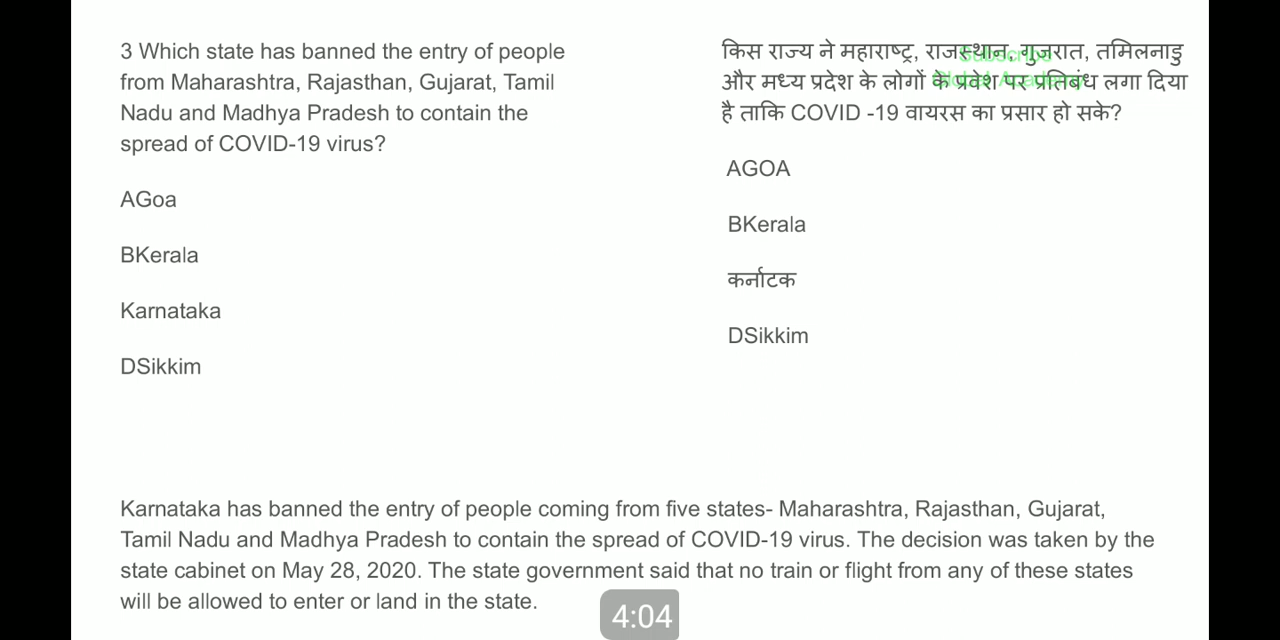 3 Which state has banned the entry of people
from Maharashtra, Rajasthan, Gujarat, Tamil
Nadu and Madhya Pradesh to contain the
spread of COVID-19 virus?
AGoa
BKerala
Karnataka
DSikkim
किस राज्य ने महाराष्ट्र, राजस्थान, गुजरात, तमिलनाडु
और मध्य प्रदेश के लोगों के प्रवेश पर प्रतिबंध लगा दिया
है ताकि COVID -19 वायरस का प्रसार हो सके?
AGOA
BKerala
कर्नाटक
DSikkim
Subscribe
Global Academy
Karnataka has banned the entry of people coming from five states- Maharashtra, Rajasthan, Gujarat,
Tamil Nadu and Madhya Pradesh to contain the spread of COVID-19 virus. The decision was taken by the
state cabinet on May 28, 2020. The state government said that no train or flight from any of these states
will be allowed to enter or land in the state.
4:04